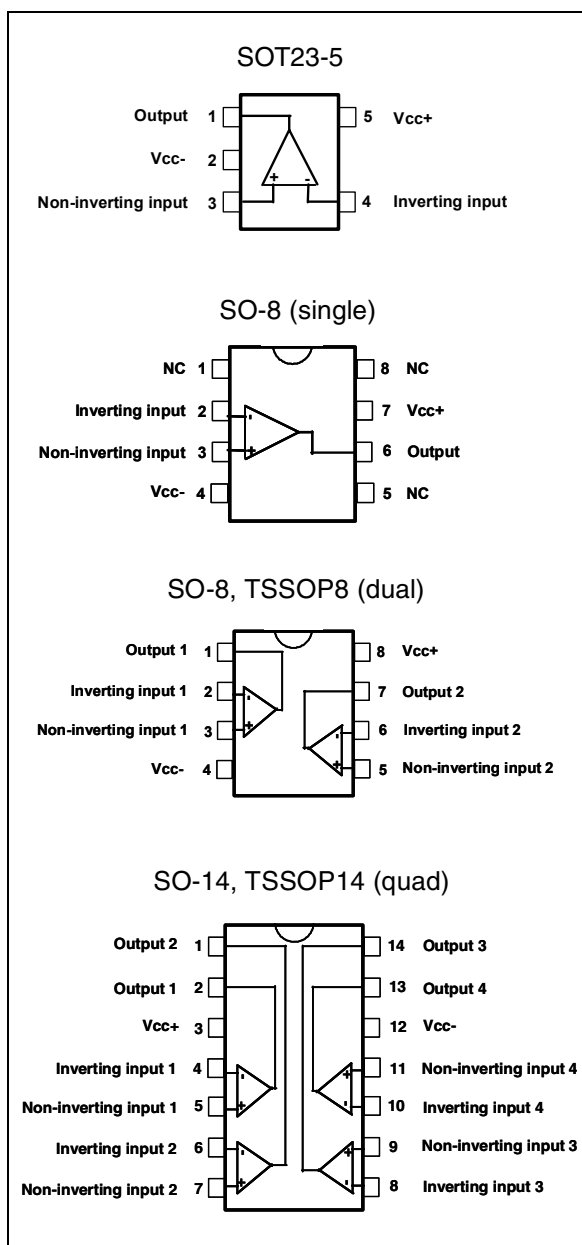 SOT23-5
Output 1 5 Vcc+
Vcc- 2
Non-inverting input 3 4 Inverting input
+ -
SO-8 (single)
NC 1 8 NC
Inverting input 2 - 7 Vcc+
Non-inverting input 3 + 6 Output
Vcc- 4 5 NC
SO-8, TSSOP8 (dual)
Output 1 1 8 Vcc+
Inverting input 1 2 - 7 Output 2
Non-inverting input 1 3 + - 6 Inverting input 2
Vcc- 4 + 5 Non-inverting input 2
SO-14, TSSOP14 (quad)
Output 2 1 14 Output 3
Output 1 2 13 Output 4
Vcc+ 3 12 Vcc-
Inverting input 1 4 - + 11 Non-inverting input 4
Non-inverting input 1 5 + - 10 Inverting input 4
Inverting input 2 6 - + 9 Non-inverting input 3
Non-inverting input 2 7 + - 8 Inverting input 3